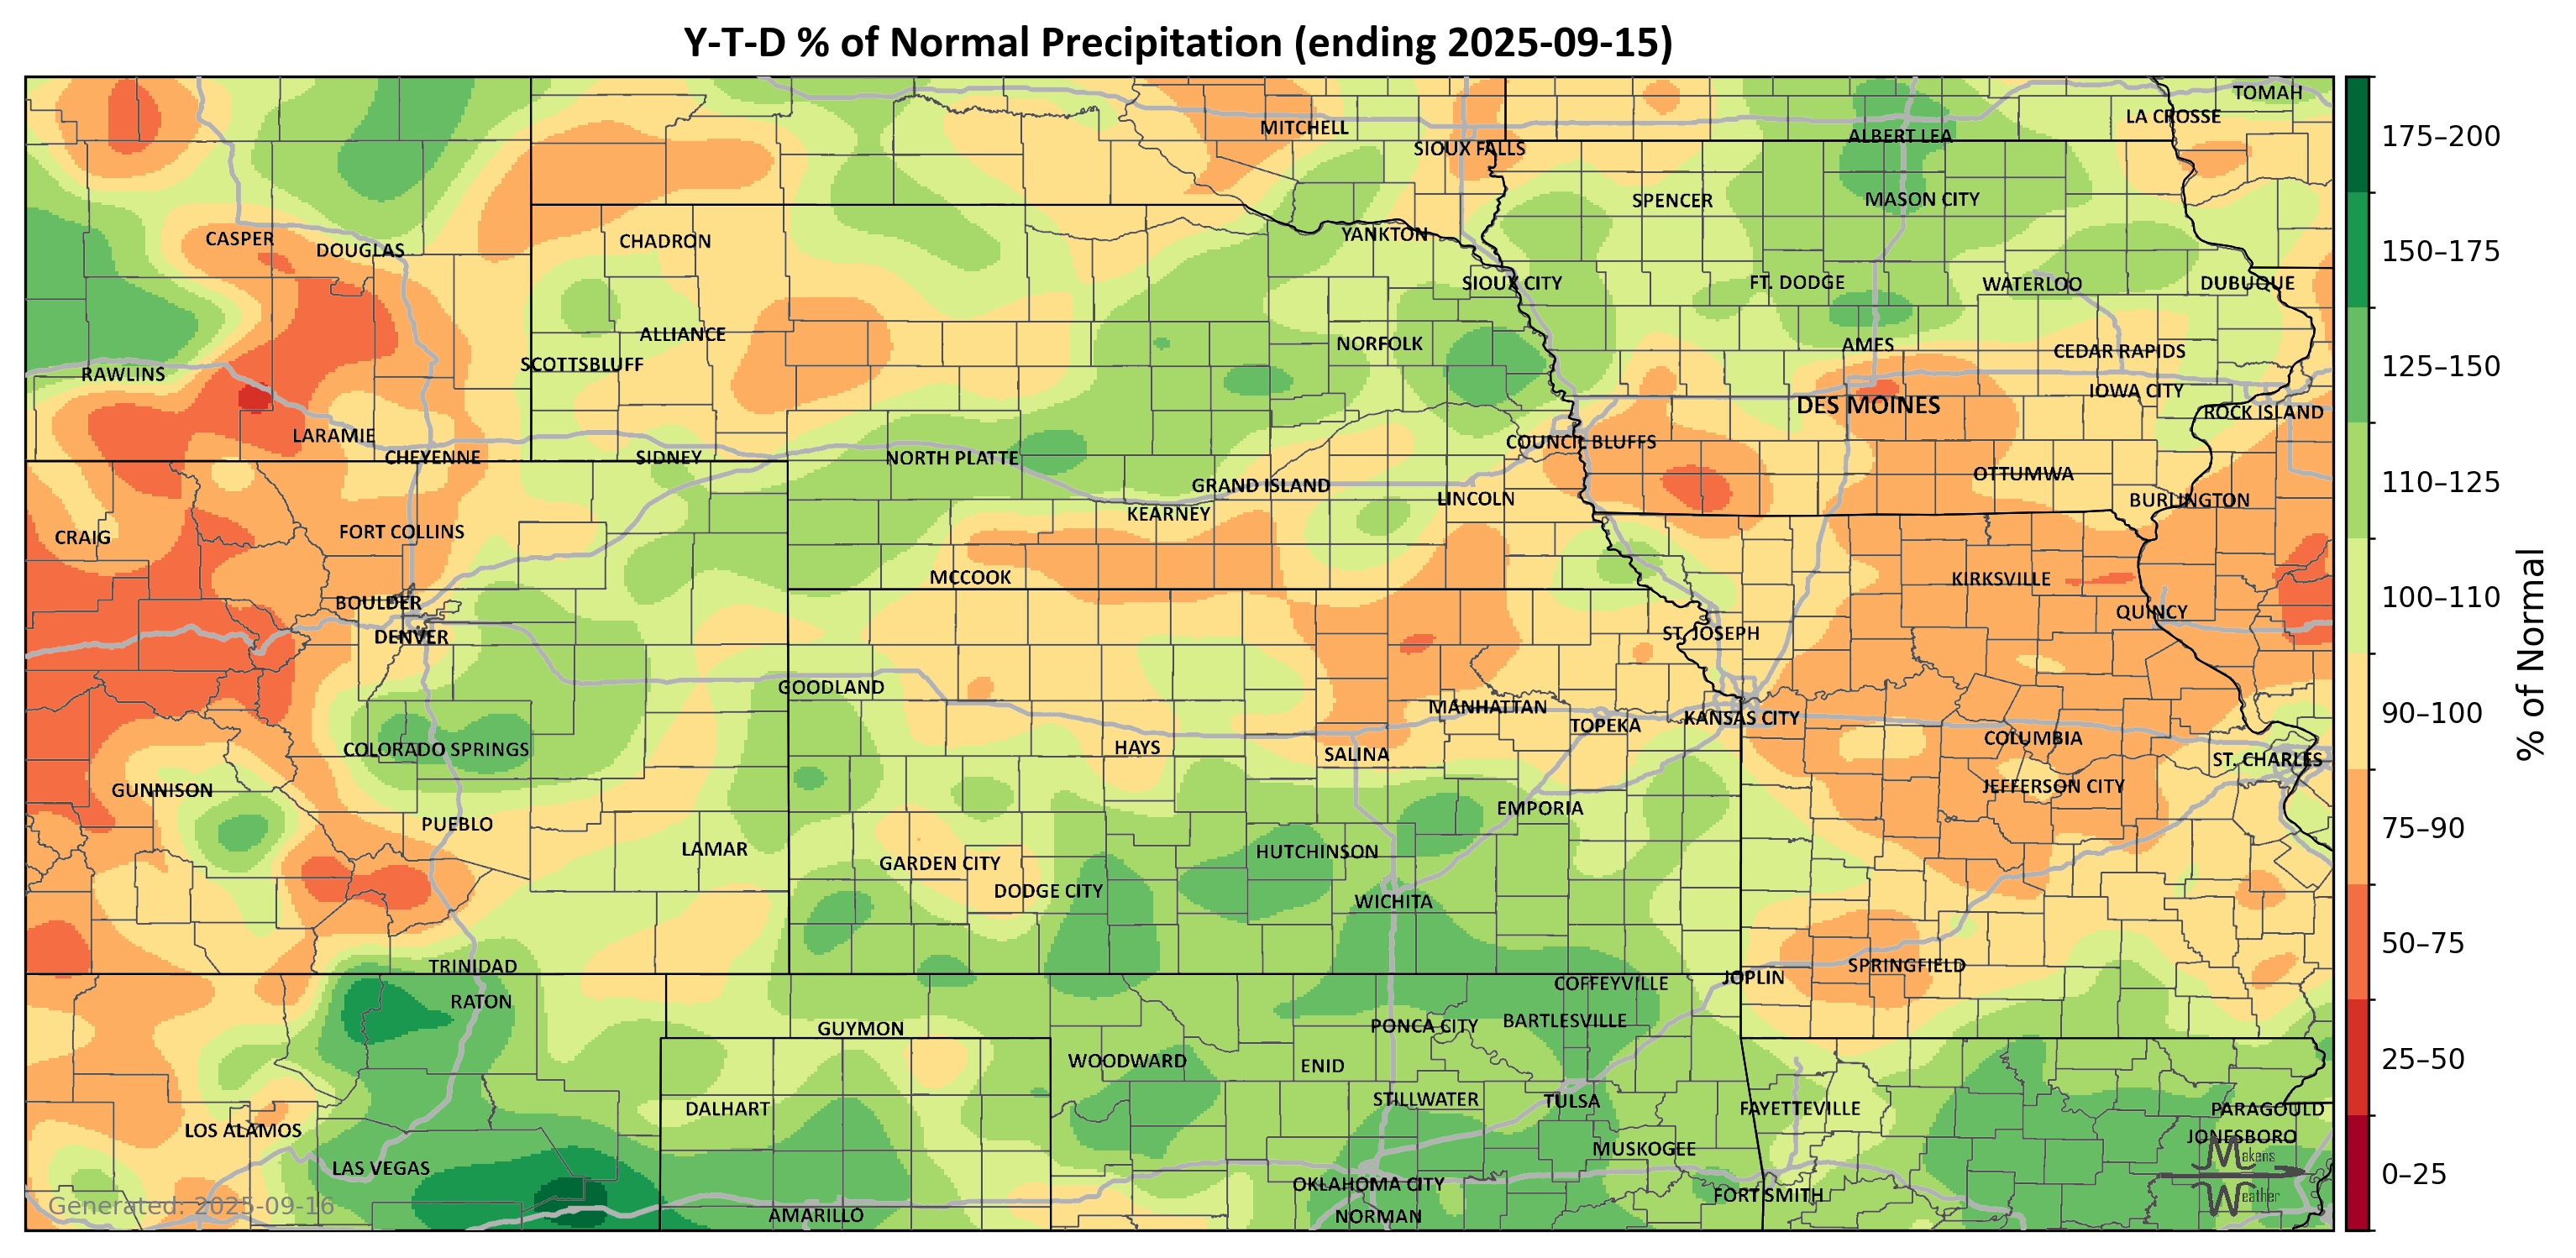 Y-T-D % of Normal Precipitation (ending 2025-09-15)
TOMAH
LA CROSSE
MITCHELL
ALBERT LEA
SIOUX FALLS
SPENCER
MASON CITY
CASPER
DOUGLAS
CHADRON
YANKTON
SIOUX CITY
FT. DODGE
WATERLOO
DUBUQUE
ALLIANCE
NORFOLK
AMES
CEDAR RAPIDS
SCOTTSBLUFF
RAWLINS
IOWA CITY
DES MOINES
ROCK ISLAND
LARAMIE
COUNCIL BLUFFS
CHEYENNE
SIDNEY
NORTH PLATTE
OTTUMWA
GRAND ISLAND
LINCOLN
BURLINGTON
KEARNEY
CRAIG
FORT COLLINS
MCCOOK
KIRKSVILLE
BOULDER
QUINCY
DENVER
ST. JOSEPH
GOODLAND
MANHATTAN
TOPEKA
KANSAS CITY
COLUMBIA
COLORADO SPRINGS
HAYS
SALINA
ST. CHARLES
GUNNISON
JEFFERSON CITY
EMPORIA
PUEBLO
LAMAR
HUTCHINSON
GARDEN CITY
DODGE CITY
WICHITA
TRINIDAD
SPRINGFIELD
JOPLIN
COFFEYVILLE
RATON
GUYMON
PONCA CITY
BARTLESVILLE
WOODWARD
ENID
DALHART
STILLWATER
TULSA
FAYETTEVILLE
PARAGOULD
LOS ALAMOS
JONESBORO
MUSKOGEE
LAS VEGAS
OKLAHOMA CITY
FORT SMITH
AMARILLO
NORMAN
Makens
Weather
Generated: 2025-09-16
175–200
150–175
125–150
110–125
100–110
90–100
75–90
50–75
25–50
0–25
% of Normal